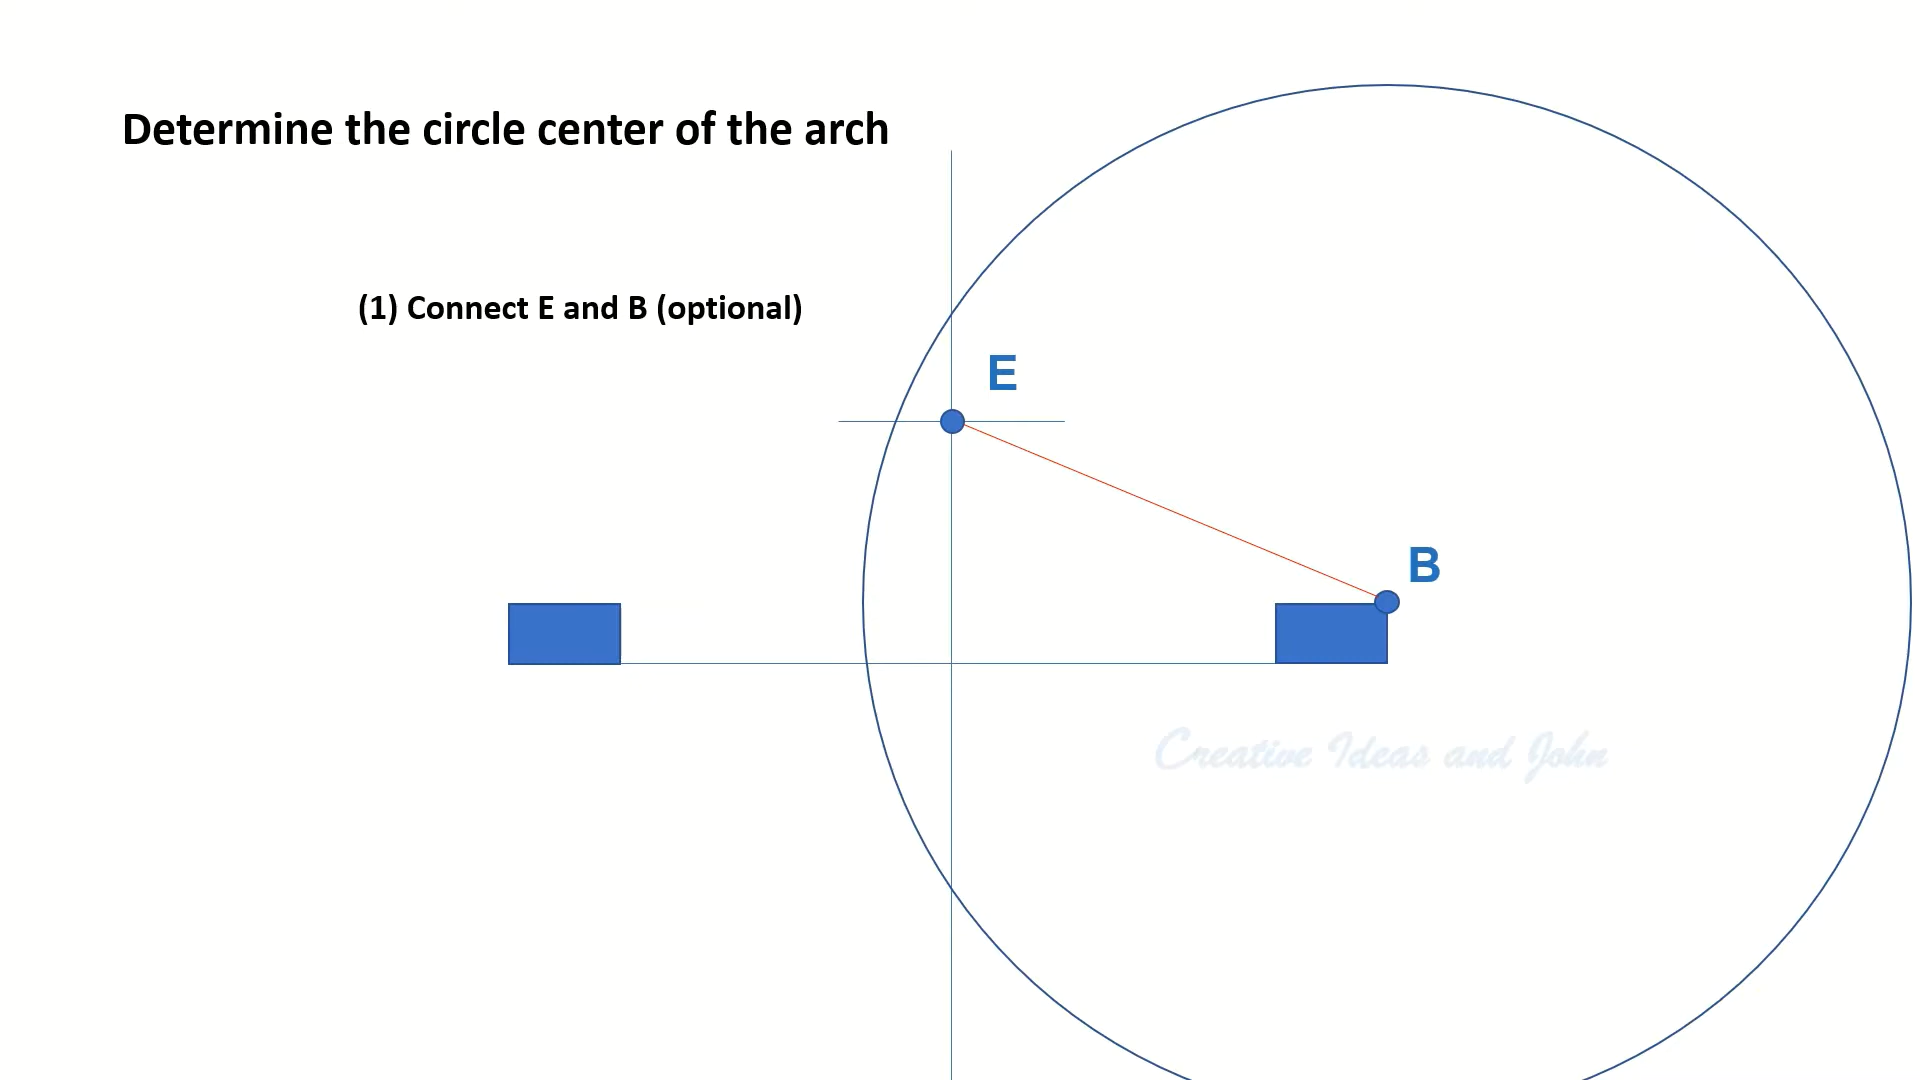 Determine the circle center of the arch
(1) Connect E and B (optional)
E
B
Creative Ideas and John